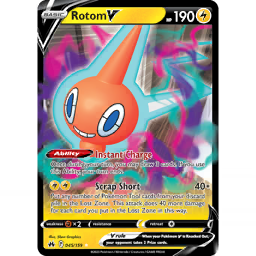 BASIC Rotom V HP 190
Ability Instant Charge
Once during your turn, you may draw 3 cards. If you use
this Ability, your turn ends.
Scrap Short 40+
Put any number of Pokémon Tool cards from your discard
pile in the Lost Zone. This attack does 40 more damage
for each card you put in the Lost Zone in this way.
weakness ×2 resistance retreat
V rule When your Pokémon V is Knocked Out,
your opponent takes 2 Prize cards.
045/159